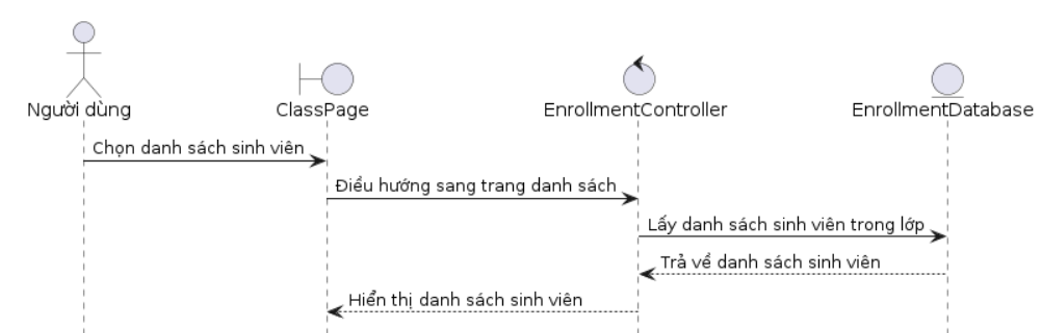 Người dùng
ClassPage
EnrollmentController
EnrollmentDatabase
Chọn danh sách sinh viên
Điều hướng sang trang danh sách
Lấy danh sách sinh viên trong lớp
Trả về danh sách sinh viên
Hiển thị danh sách sinh viên